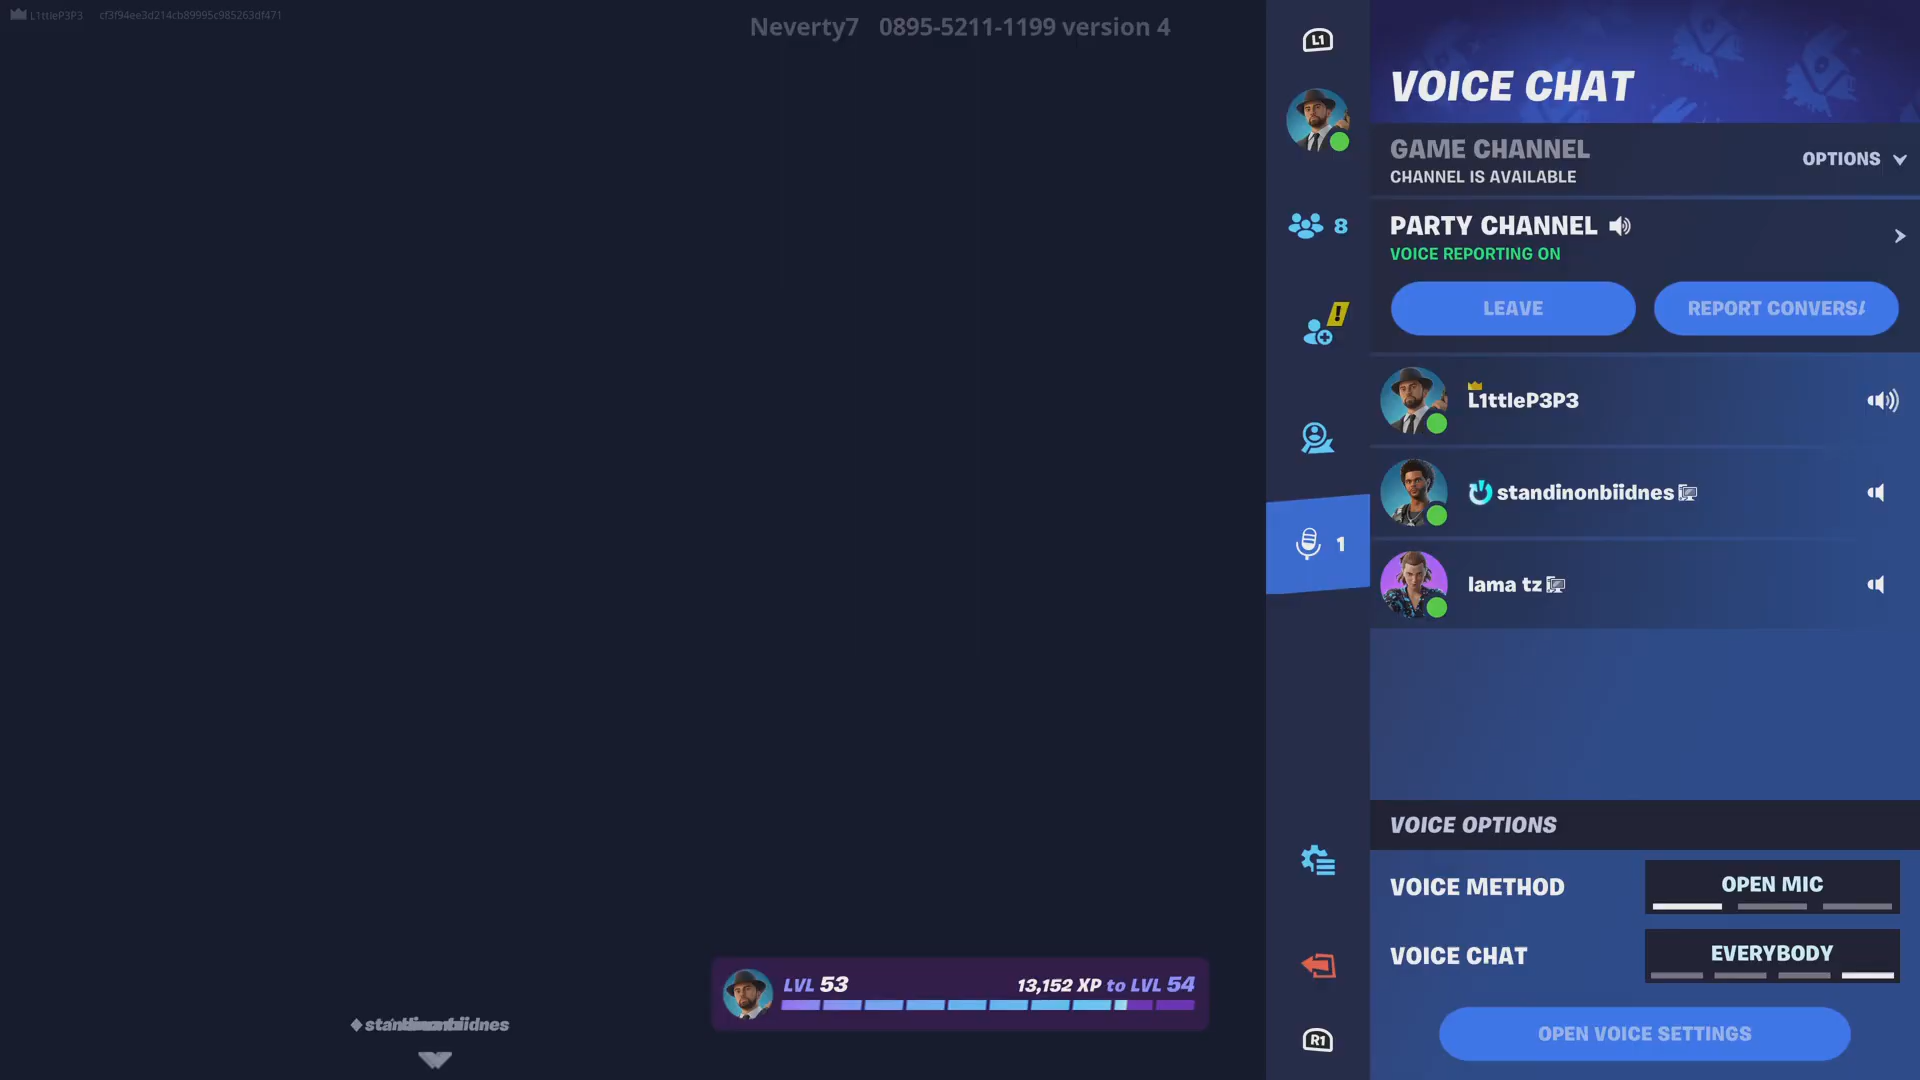 L1ttleP3P3 cf3f94ee3d214cb89995c985263df471
Neverty7 0895-5211-1199 version 4
L1
VOICE CHAT
GAME CHANNEL
CHANNEL IS AVAILABLE
OPTIONS
8
PARTY CHANNEL
VOICE REPORTING ON
LEAVE
REPORT CONVERSA
L1ttleP3P3
standinonbiidnes
1
lama tz
VOICE OPTIONS
VOICE METHOD
OPEN MIC
VOICE CHAT
EVERYBODY
LVL 53
13,152 XP to LVL 54
R1
OPEN VOICE SETTINGS